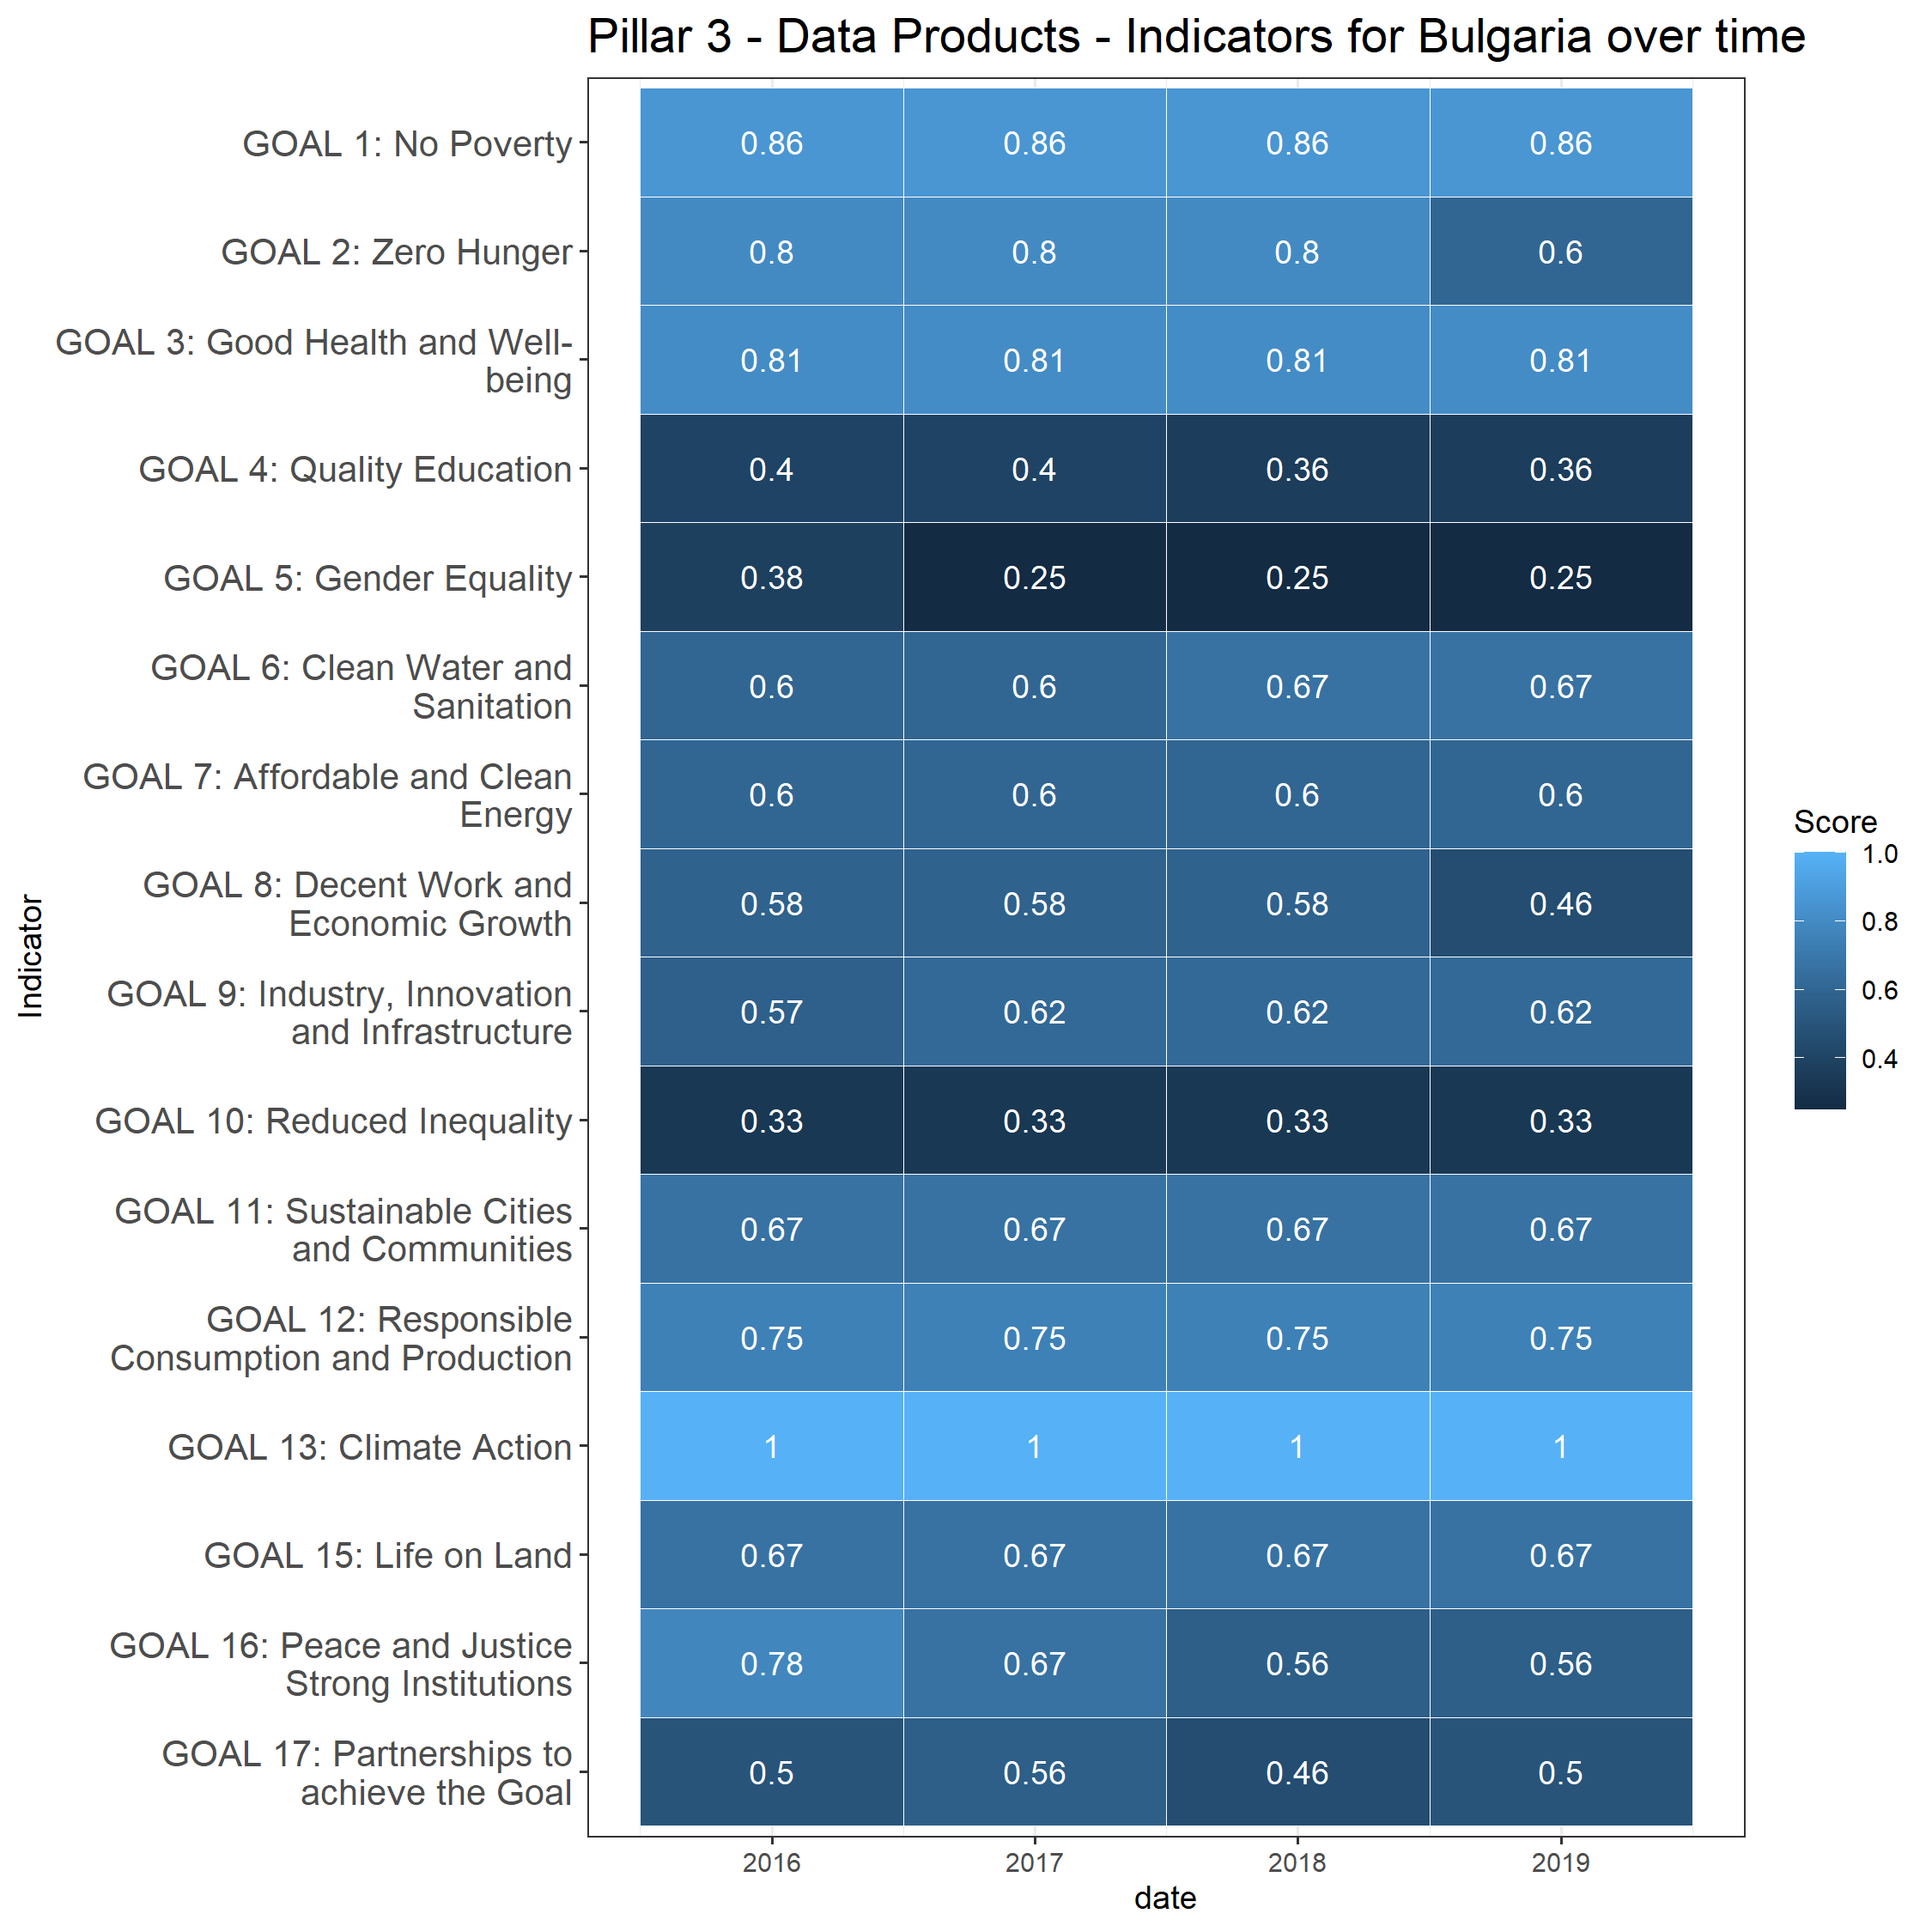 Pillar 3 - Data Products - Indicators for Bulgaria over time
GOAL 1: No Poverty
0.86 0.86 0.86 0.86
GOAL 2: Zero Hunger
0.8 0.8 0.8 0.6
GOAL 3: Good Health and Well-
being
0.81 0.81 0.81 0.81
GOAL 4: Quality Education
0.4 0.4 0.36 0.36
GOAL 5: Gender Equality
0.38 0.25 0.25 0.25
GOAL 6: Clean Water and
Sanitation
0.6 0.6 0.67 0.67
GOAL 7: Affordable and Clean
Energy
0.6 0.6 0.6 0.6
GOAL 8: Decent Work and
Economic Growth
0.58 0.58 0.58 0.46
GOAL 9: Industry, Innovation
and Infrastructure
0.57 0.62 0.62 0.62
GOAL 10: Reduced Inequality
0.33 0.33 0.33 0.33
GOAL 11: Sustainable Cities
and Communities
0.67 0.67 0.67 0.67
GOAL 12: Responsible
Consumption and Production
0.75 0.75 0.75 0.75
GOAL 13: Climate Action
1 1 1 1
GOAL 15: Life on Land
0.67 0.67 0.67 0.67
GOAL 16: Peace and Justice
Strong Institutions
0.78 0.67 0.56 0.56
GOAL 17: Partnerships to
achieve the Goal
0.5 0.56 0.46 0.5
2016 2017 2018 2019
date
Indicator
Score
1.0
0.8
0.6
0.4